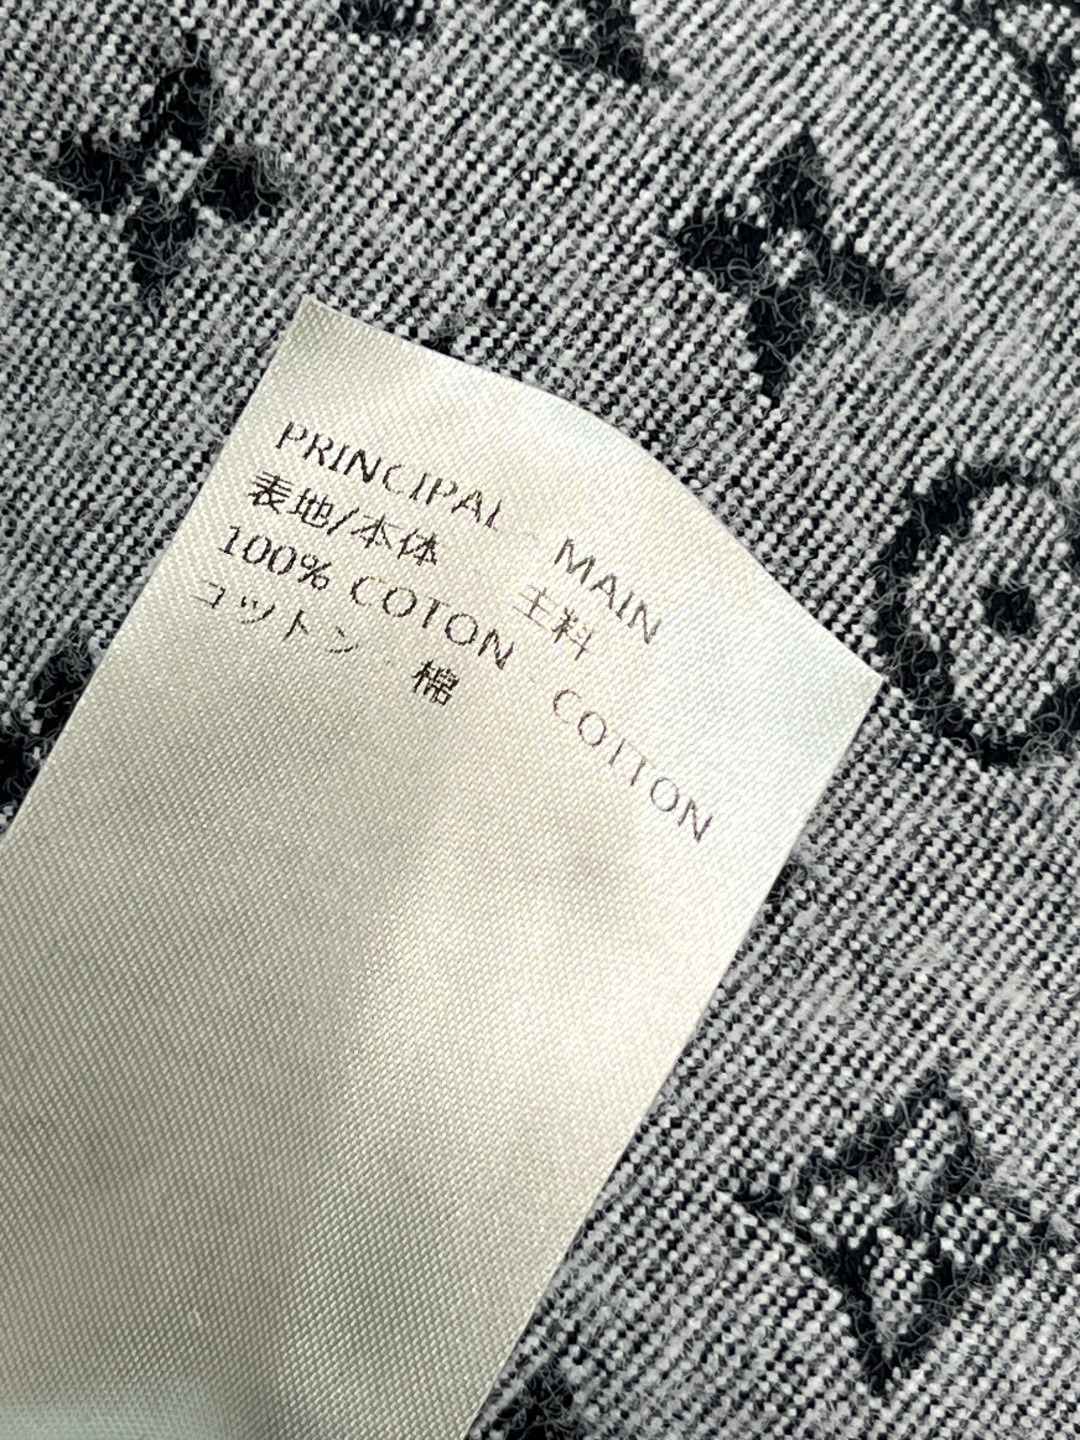 PRINCIPAL - MAIN
表地/本体 主料
100% COTON - COTTON
コットン - 棉